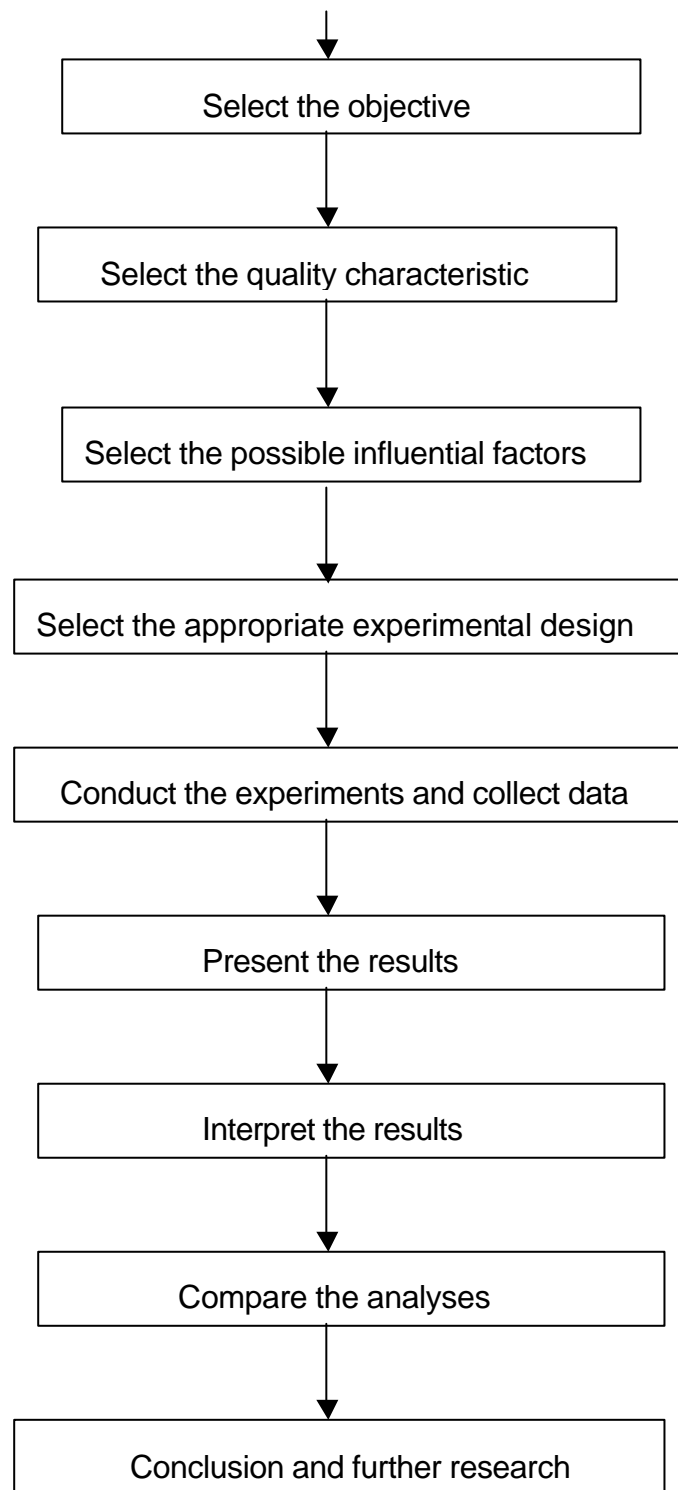 Select the objective
Select the quality characteristic
Select the possible influential factors
Select the appropriate experimental design
Conduct the experiments and collect data
Present the results
Interpret the results
Compare the analyses
Conclusion and further research